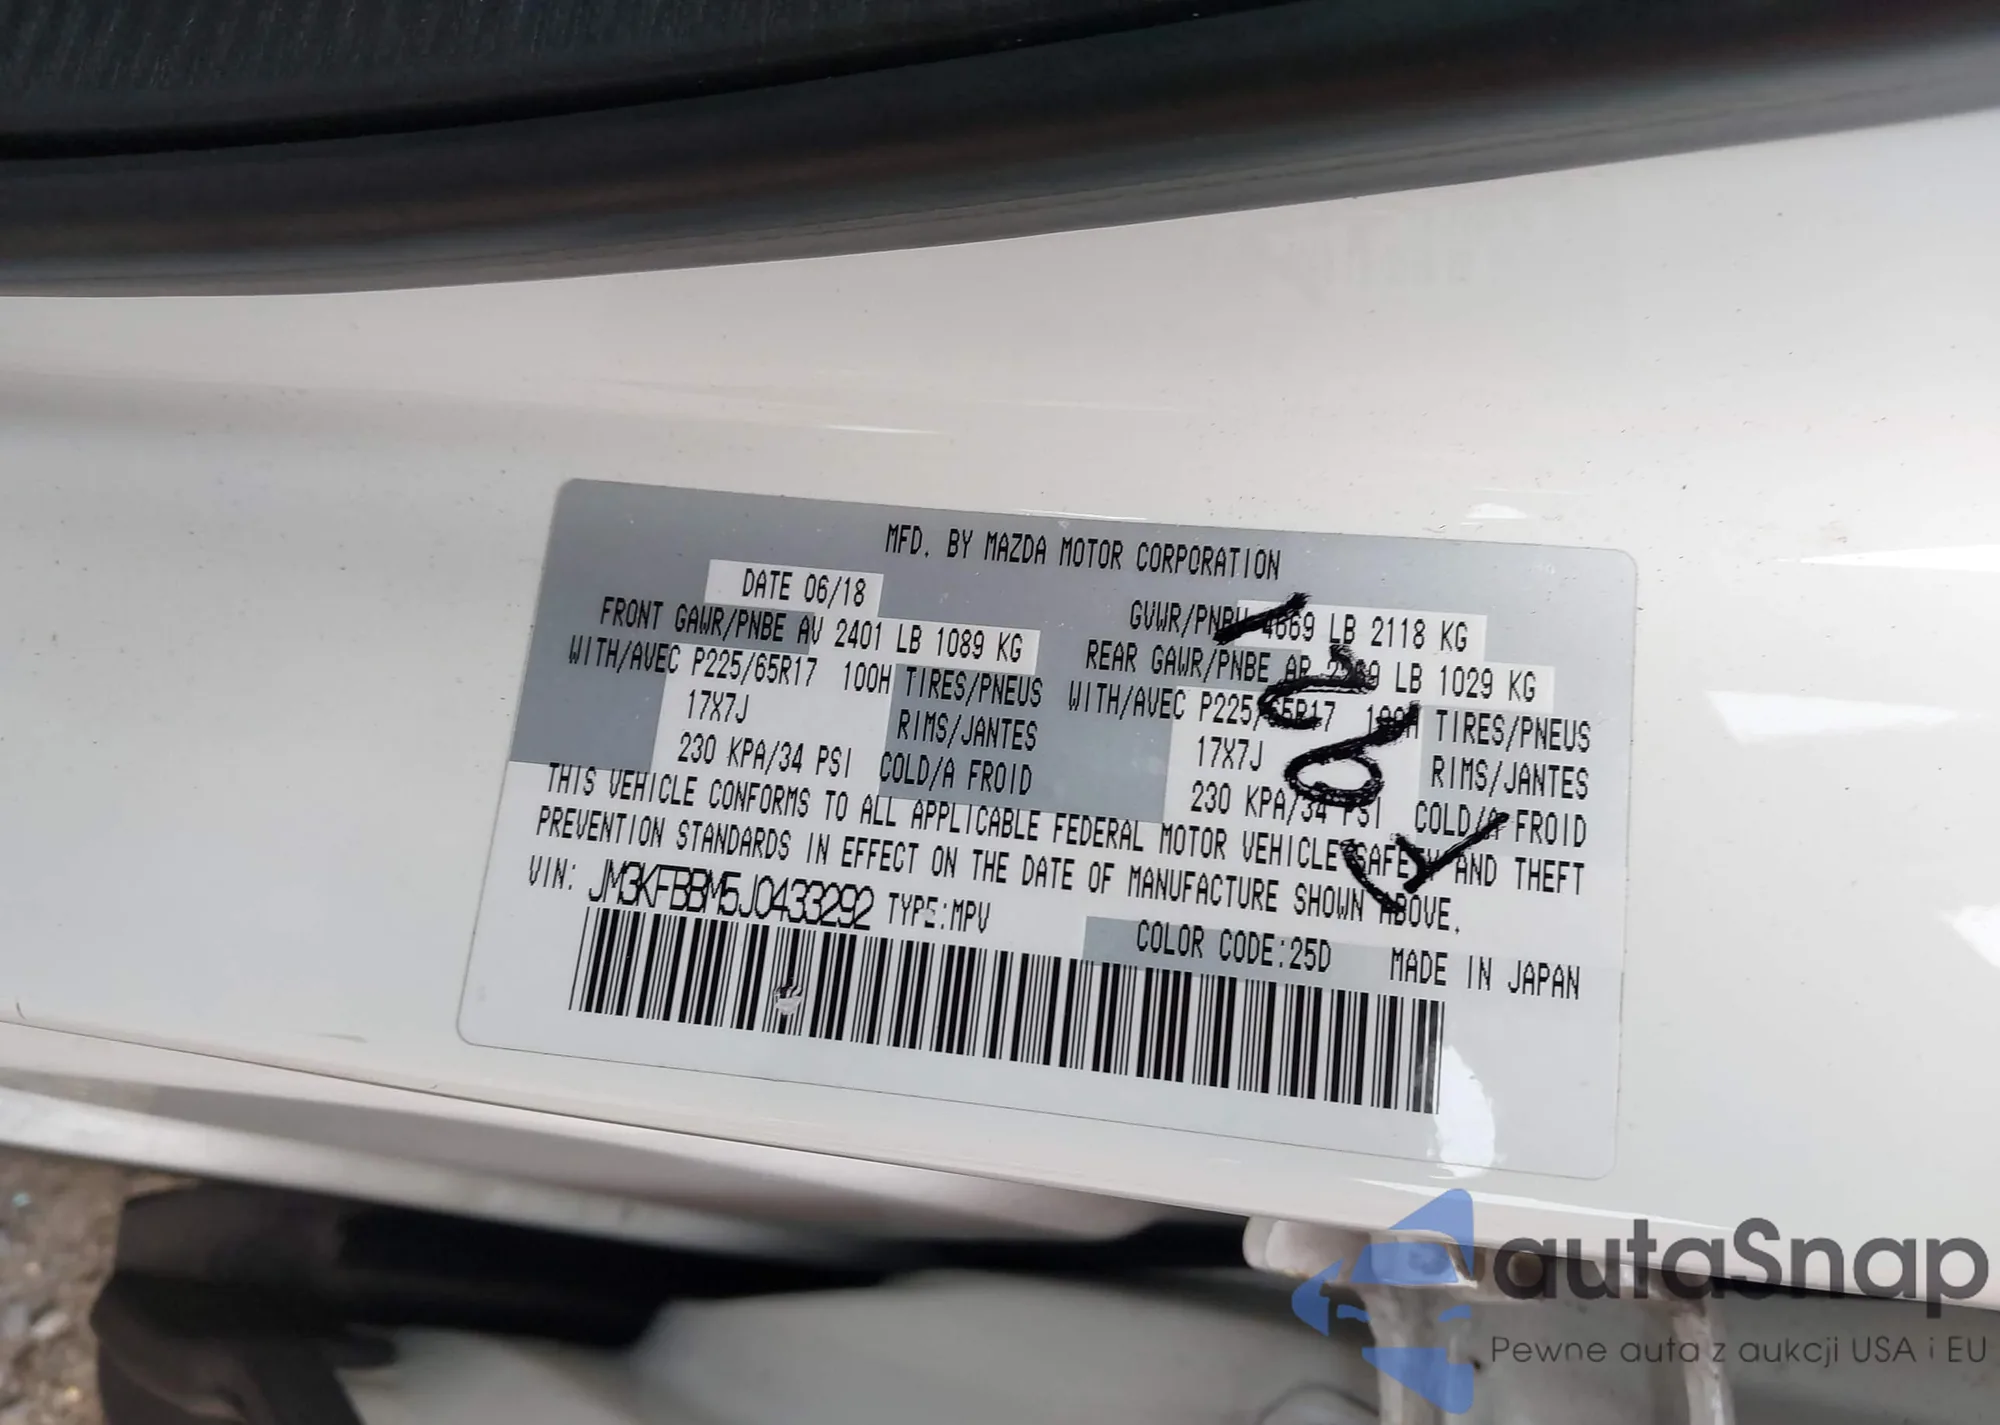 MFD. BY MAZDA MOTOR CORPORATION
DATE 06/18
GVWR/PNBV 4669 LB 2118 KG
FRONT GAWR/PNBE AV 2401 LB 1089 KG
REAR GAWR/PNBE AR LB 1029 KG
WITH/AVEC P225/65R17 100H TIRES/PNEUS
WITH/AVEC P225/65R17 100H TIRES/PNEUS
17X7J RIMS/JANTES
17X7J RIMS/JANTES
230 KPA/34 PSI COLD/A FROID
230 KPA/34 PSI COLD/A FROID
THIS VEHICLE CONFORMS TO ALL APPLICABLE FEDERAL MOTOR VEHICLE SAFETY AND THEFT
PREVENTION STANDARDS IN EFFECT ON THE DATE OF MANUFACTURE SHOWN ABOVE.
VIN: JM3KFBBM5J0433292 TYPE:MPV
COLOR CODE:25D MADE IN JAPAN
autaSnap
Pewne auta z aukcji USA i EU